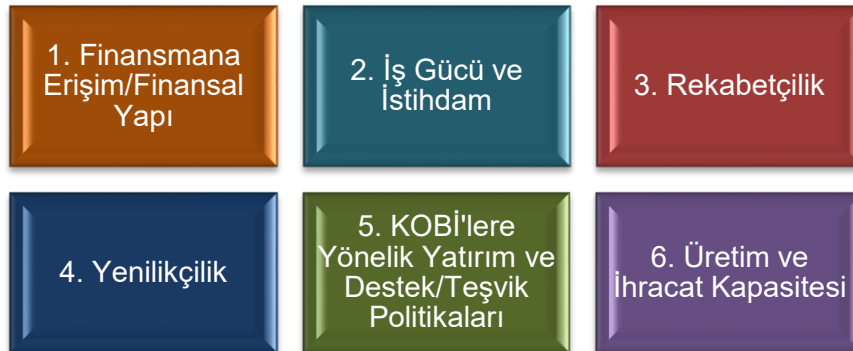 1. Finansmana
Erişim/Finansal
Yapı
2. İş Gücü ve
İstihdam
3. Rekabetçilik
4. Yenilikçilik
5. KOBİ'lere
Yönelik Yatırım ve
Destek/Teşvik
Politikaları
6. Üretim ve
İhracat Kapasitesi